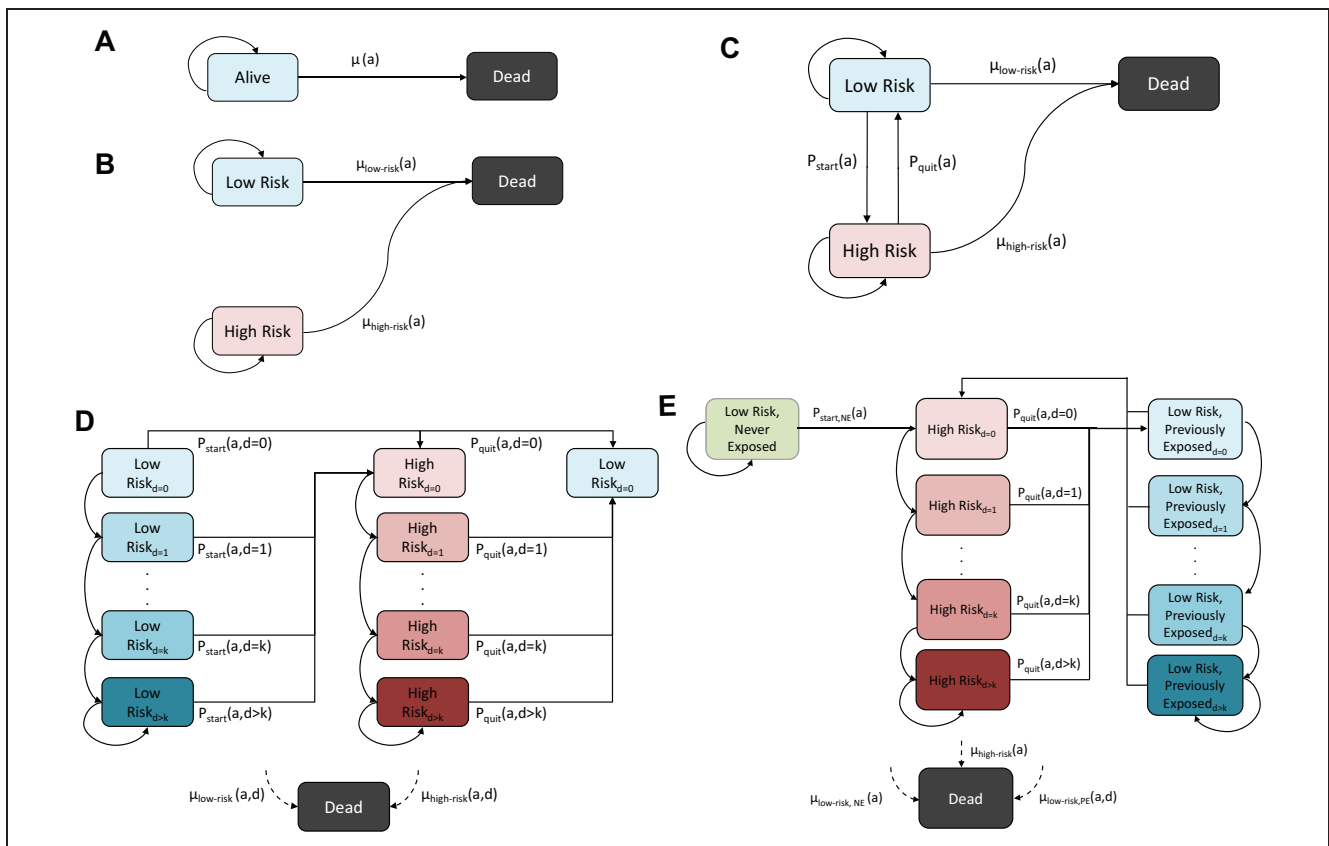 A
Alive
μ(a)
Dead
B
Low Risk
μlow-risk(a)
Dead
High Risk
μhigh-risk(a)
C
Low Risk
μlow-risk(a)
Dead
Pstart(a)
Pquit(a)
High Risk
μhigh-risk(a)
D
Low
Riskd=0
Pstart(a,d=0)
High
Riskd=0
Pquit(a,d=0)
Low
Riskd=0
Low
Riskd=1
Pstart(a,d=1)
High
Riskd=1
Pquit(a,d=1)
.
.
.
.
.
.
Low
Riskd=k
Pstart(a,d=k)
High
Riskd=k
Pquit(a,d=k)
Low
Riskd>k
Pstart(a,d>k)
High
Riskd>k
Pquit(a,d>k)
μlow-risk (a,d)
Dead
μhigh-risk(a,d)
E
Low Risk,
Never
Exposed
Pstart,NE(a)
High Riskd=0
Pquit(a,d=0)
Low Risk,
Previously
Exposedd=0
High Riskd=1
Pquit(a,d=1)
Low Risk,
Previously
Exposedd=1
.
.
.
.
.
.
High Riskd=k
Pquit(a,d=k)
Low Risk,
Previously
Exposedd=k
High Riskd>k
Pquit(a,d>k)
Low Risk,
Previously
Exposedd>k
μhigh-risk(a)
μlow-risk, NE(a)
Dead
μlow-risk,PE(a,d)